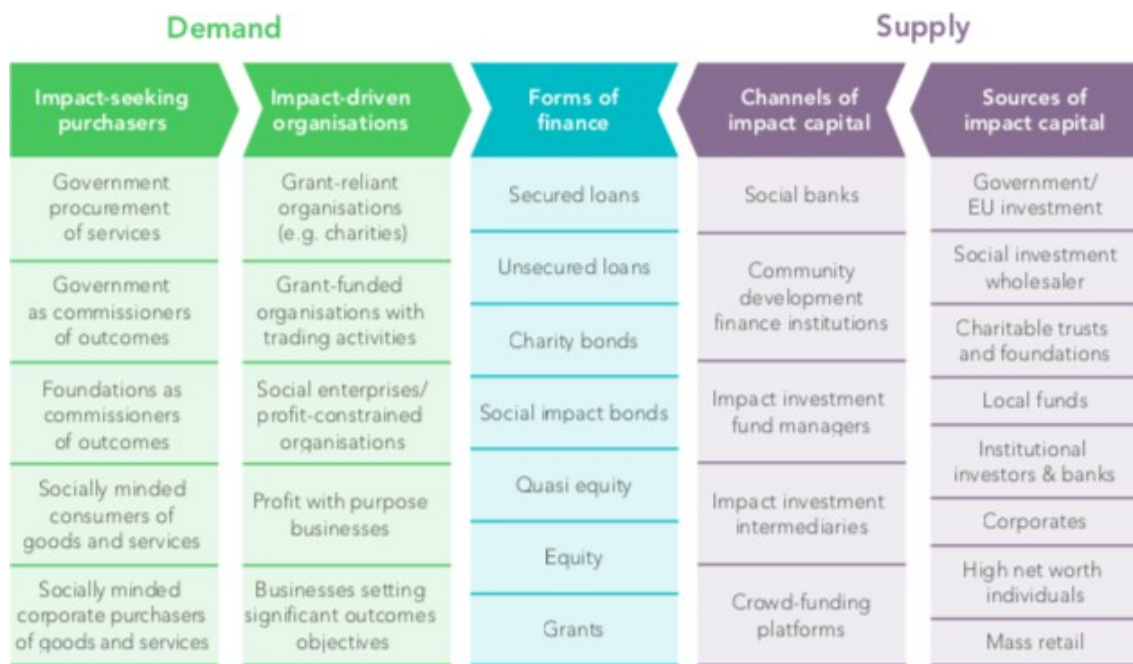 Demand
Supply
Impact-seeking
purchasers
Government
procurement
of services
Government
as commissioners
of outcomes
Foundations as
commissioners
of outcomes
Socially minded
consumers of
goods and services
Socially minded
corporate purchasers
of goods and services
Impact-driven
organisations
Grant-reliant
organisations
(e.g. charities)
Grant-funded
organisations with
trading activities
Social enterprises/
profit-constrained
organisations
Profit with purpose
businesses
Businesses setting
significant outcomes
objectives
Forms of
finance
Secured loans
Unsecured loans
Charity bonds
Social impact bonds
Quasi equity
Equity
Grants
Channels of
impact capital
Social banks
Community
development
finance institutions
Impact investment
fund managers
Impact investment
intermediaries
Crowd-funding
platforms
Sources of
impact capital
Government/
EU investment
Social investment
wholesaler
Charitable trusts
and foundations
Local funds
Institutional
investors & banks
Corporates
High net worth
individuals
Mass retail